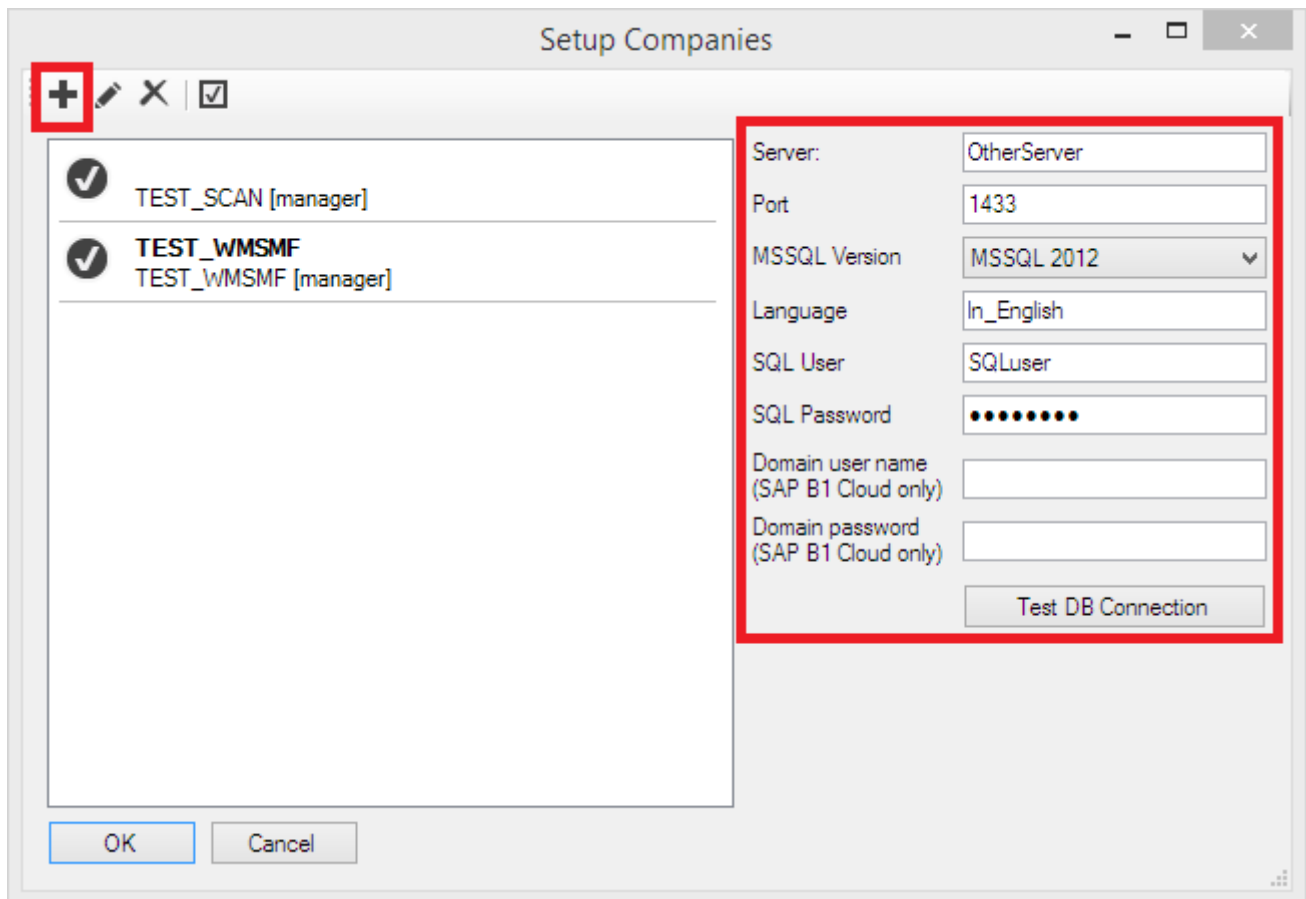 Setup Companies
TEST_SCAN [manager]
TEST_WMSMF
TEST_WMSMF [manager]
Server: OtherServer
Port 1433
MSSQL Version MSSQL 2012
Language ln_English
SQL User SQLuser
SQL Password ••••••••
Domain user name
(SAP B1 Cloud only)
Domain password
(SAP B1 Cloud only)
Test DB Connection
OK Cancel